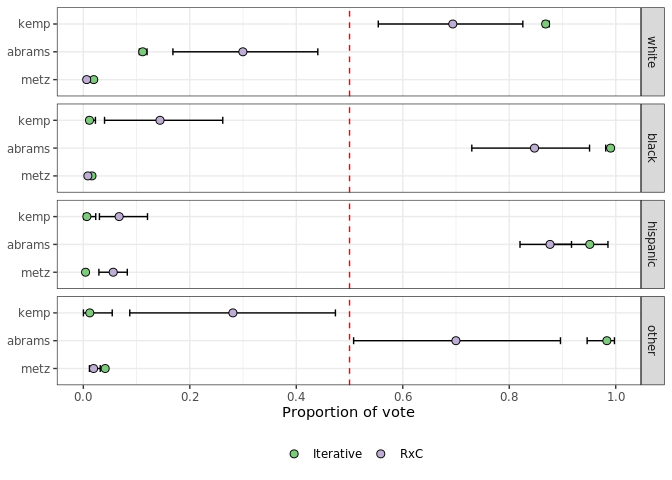 kemp
abrams
metz
white
kemp
abrams
metz
black
kemp
abrams
metz
hispanic
kemp
abrams
metz
other
0.0 0.2 0.4 0.6 0.8 1.0
Proportion of vote
Iterative RxC